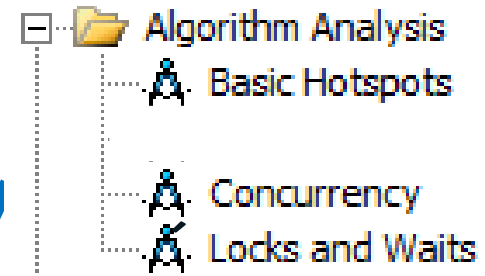 Algorithm Analysis
Basic Hotspots
Concurrency
Locks and Waits